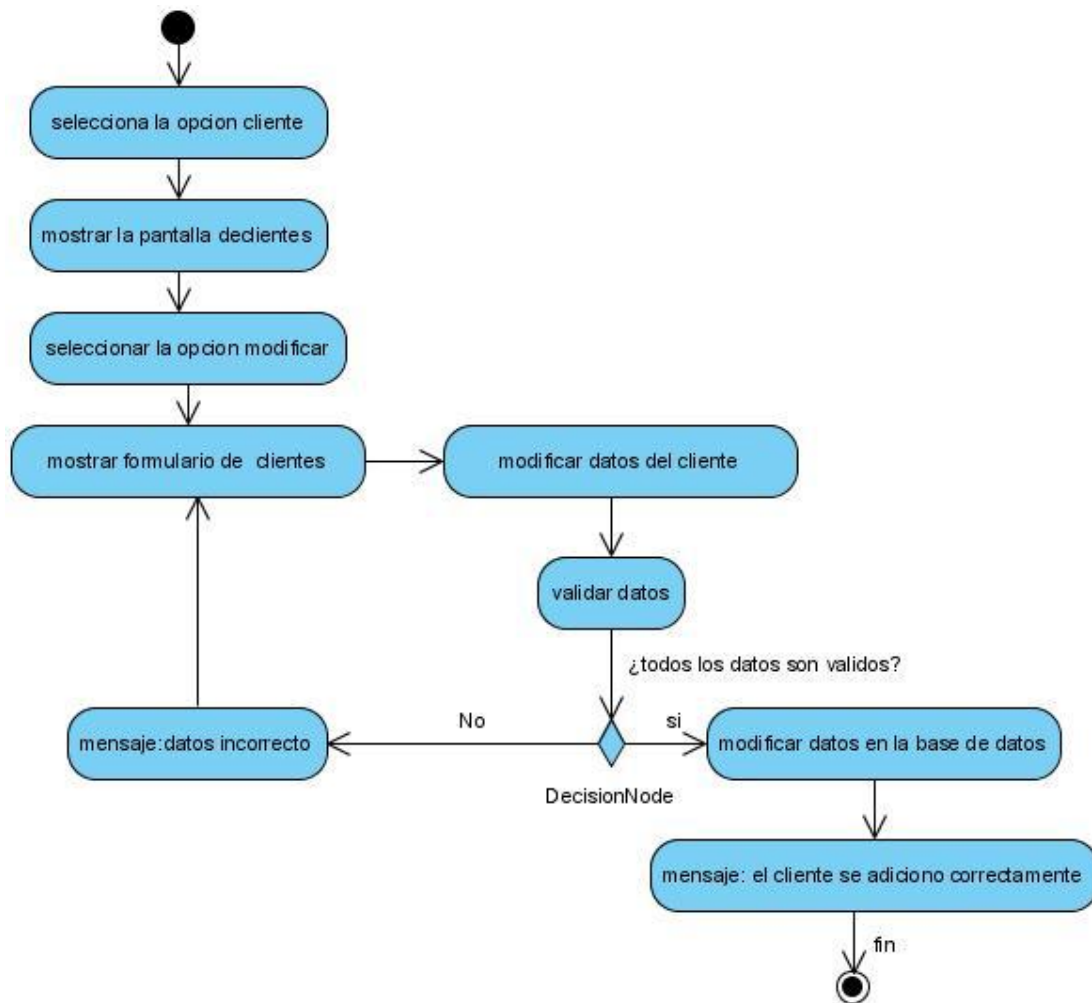 selecciona la opcion cliente
mostrar la pantalla declientes
seleccionar la opcion modificar
mostrar formulario de clientes
modificar datos del cliente
validar datos
¿todos los datos son validos?
No
si
mensaje:datos incorrecto
modificar datos en la base de datos
DecisionNode
mensaje: el cliente se adiciono correctamente
fin